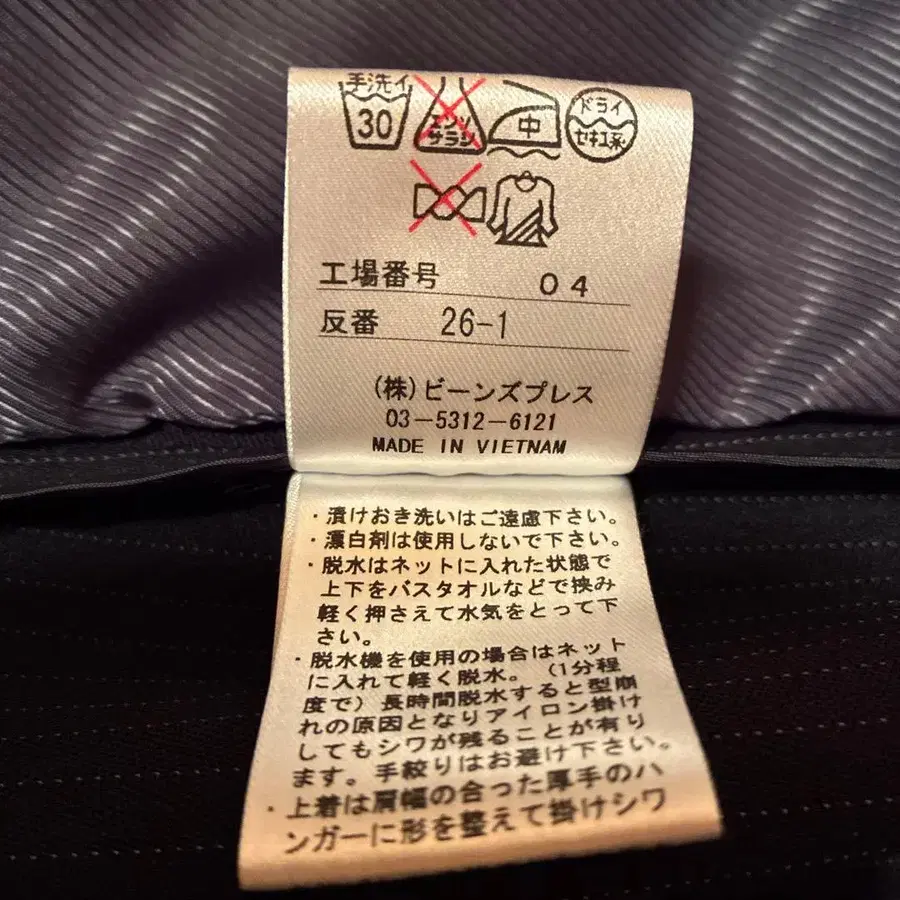 手洗イ
30
エンソ
サラシ
中
ドライ
セキユ系
工場番号 04
反番 26-1
(株)ビーンズプレス
03-5312-6121
MADE IN VIETNAM
・漬けおき洗いはご遠慮下さい。
・漂白剤は使用しないで下さい。
・脱水はネットに入れた状態で
上下をバスタオルなどで挟み
軽く押さえて水気をとって下
さい。
・脱水機を使用の場合はネット
に入れて軽く脱水。(1分程
度で)長時間脱水すると型崩
れの原因となりアイロン掛け
してもシワが残ることが有り
ます。手絞りはお避け下さい。
・上着は肩幅の合った厚手のハ
ンガーに形を整えて掛けシワ